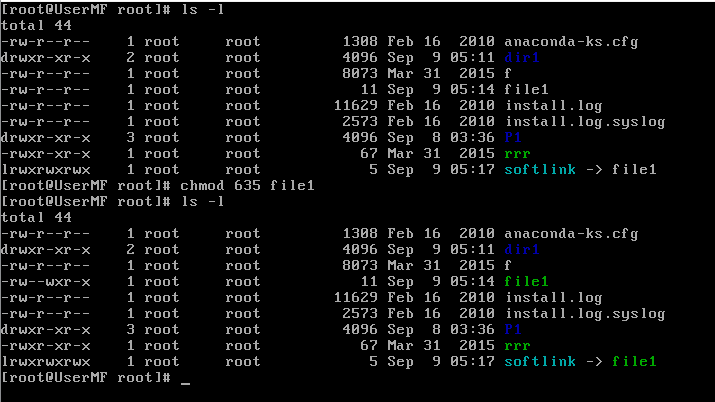 [root@UserMF root]# ls -l
total 44
-rw-r--r-- 1 root root 1308 Feb 16 2010 anaconda-ks.cfg
drwxr-xr-x 2 root root 4096 Sep 9 05:11 dir1
-rw-r--r-- 1 root root 8073 Mar 31 2015 f
-rw-r--r-- 1 root root 11 Sep 9 05:14 file1
-rw-r--r-- 1 root root 11629 Feb 16 2010 install.log
-rw-r--r-- 1 root root 2573 Feb 16 2010 install.log.syslog
drwxr-xr-x 3 root root 4096 Sep 8 03:36 P1
-rwxr-xr-x 1 root root 67 Mar 31 2015 rrr
lrwxrwxrwx 1 root root 5 Sep 9 05:17 softlink -> file1
[root@UserMF root]# chmod 635 file1
[root@UserMF root]# ls -l
total 44
-rw-r--r-- 1 root root 1308 Feb 16 2010 anaconda-ks.cfg
drwxr-xr-x 2 root root 4096 Sep 9 05:11 dir1
-rw-r--r-- 1 root root 8073 Mar 31 2015 f
-rw--wxr-x 1 root root 11 Sep 9 05:14 file1
-rw-r--r-- 1 root root 11629 Feb 16 2010 install.log
-rw-r--r-- 1 root root 2573 Feb 16 2010 install.log.syslog
drwxr-xr-x 3 root root 4096 Sep 8 03:36 P1
-rwxr-xr-x 1 root root 67 Mar 31 2015 rrr
lrwxrwxrwx 1 root root 5 Sep 9 05:17 softlink -> file1
[root@UserMF root]# _